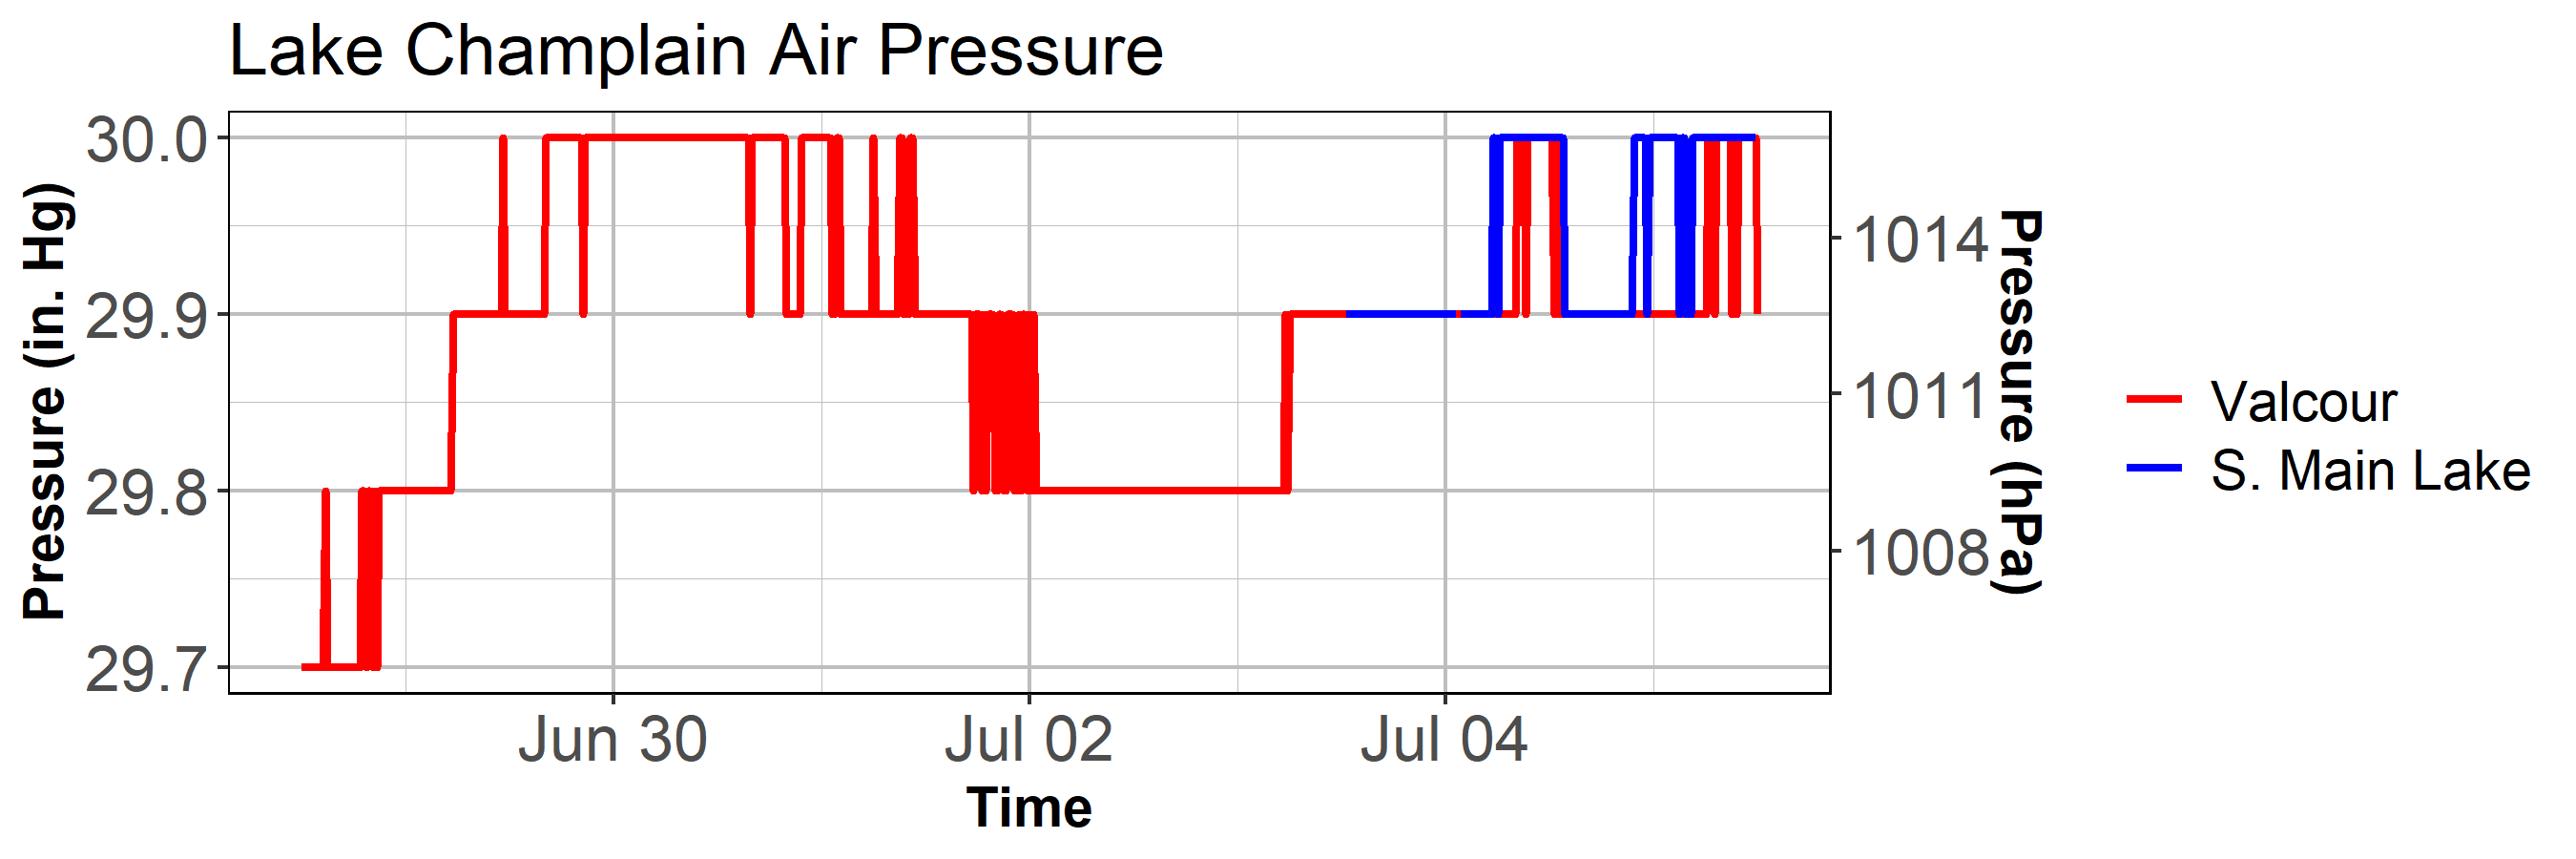 Lake Champlain Air Pressure
Pressure (in. Hg)
30.0
29.9
29.8
29.7
Jun 30
Jul 02
Jul 04
Time
1014
1011
1008
Pressure (hPa)
Valcour
S. Main Lake